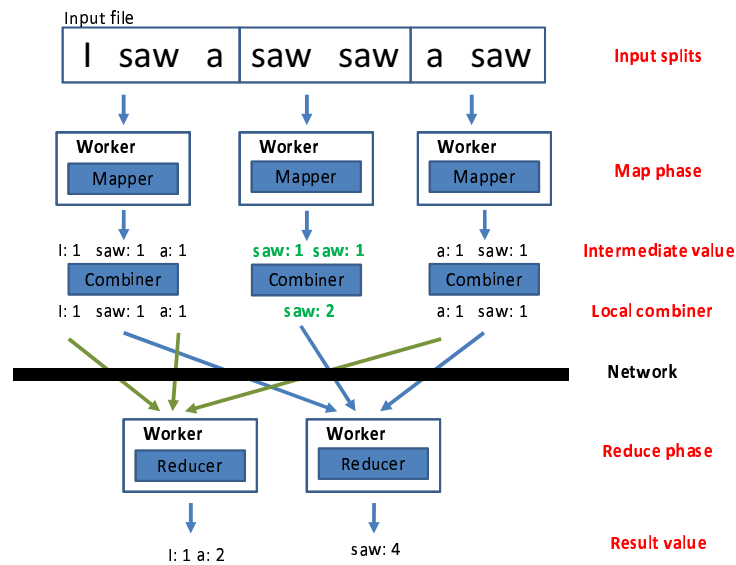 Input file
I saw a saw saw a saw Input splits
Worker Worker Worker
Mapper Mapper Mapper Map phase
I: 1 saw: 1 a: 1 saw: 1 saw: 1 a: 1 saw: 1 Intermediate value
Combiner Combiner Combiner
I: 1 saw: 1 a: 1 saw: 2 a: 1 saw: 1 Local combiner
Network
Worker Worker
Reducer Reducer Reduce phase
I: 1 a: 2 saw: 4 Result value